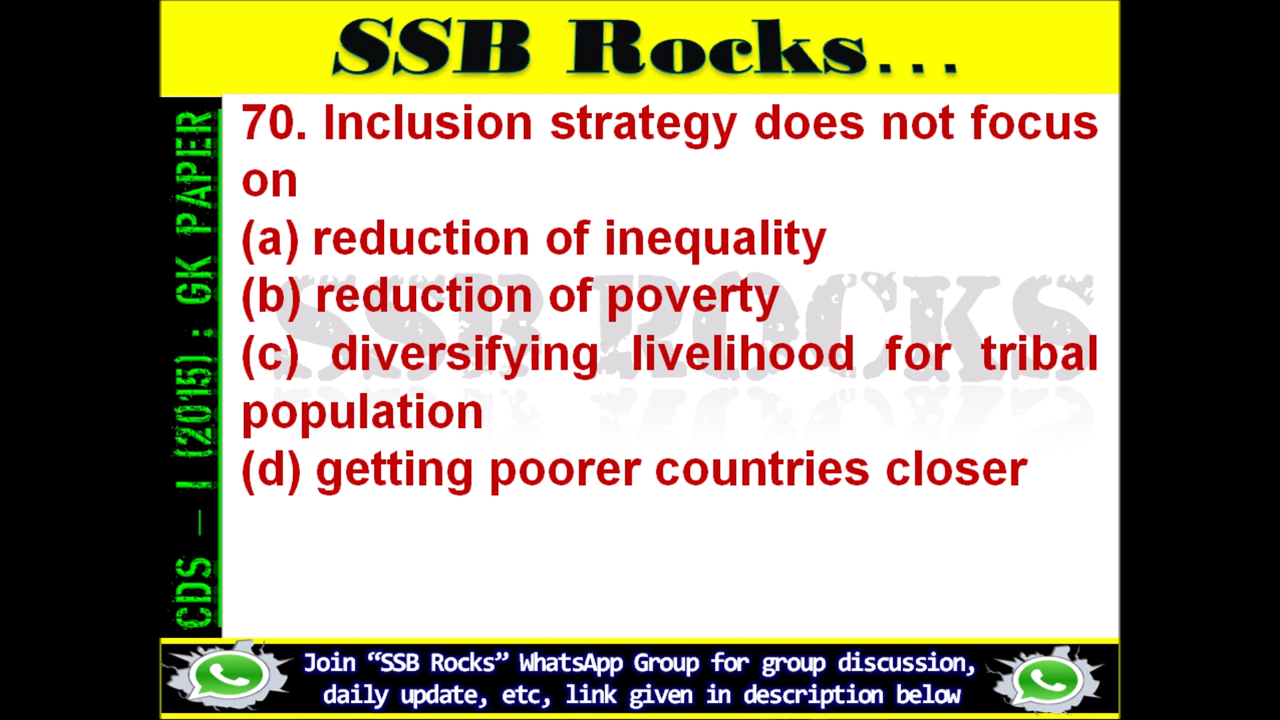 SSB Rocks...
CDS – I (2015) : GK PAPER
70. Inclusion strategy does not focus
on
(a) reduction of inequality
(b) reduction of poverty
(c) diversifying livelihood for tribal
population
(d) getting poorer countries closer
SSB ROCKS
Join “SSB Rocks” WhatsApp Group for group discussion,
daily update, etc, link given in description below